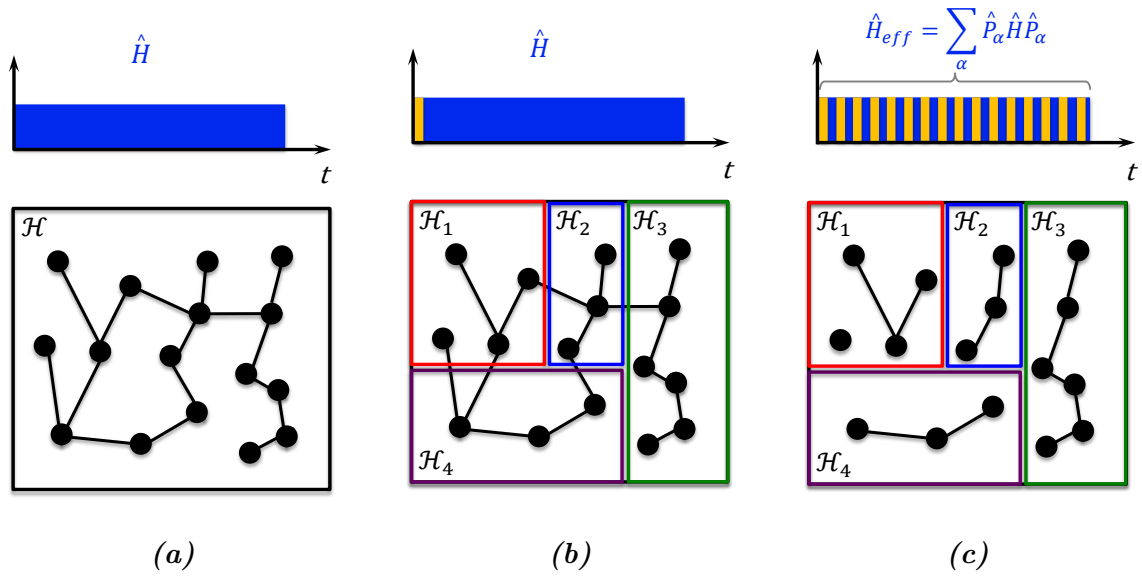 Ĥ
t
ℋ
(a)
Ĥ
t
ℋ₁
ℋ₂
ℋ₃
ℋ₄
(b)
Ĥ_eff = ∑_α P̂_α Ĥ P̂_α
t
ℋ₁
ℋ₂
ℋ₃
ℋ₄
(c)